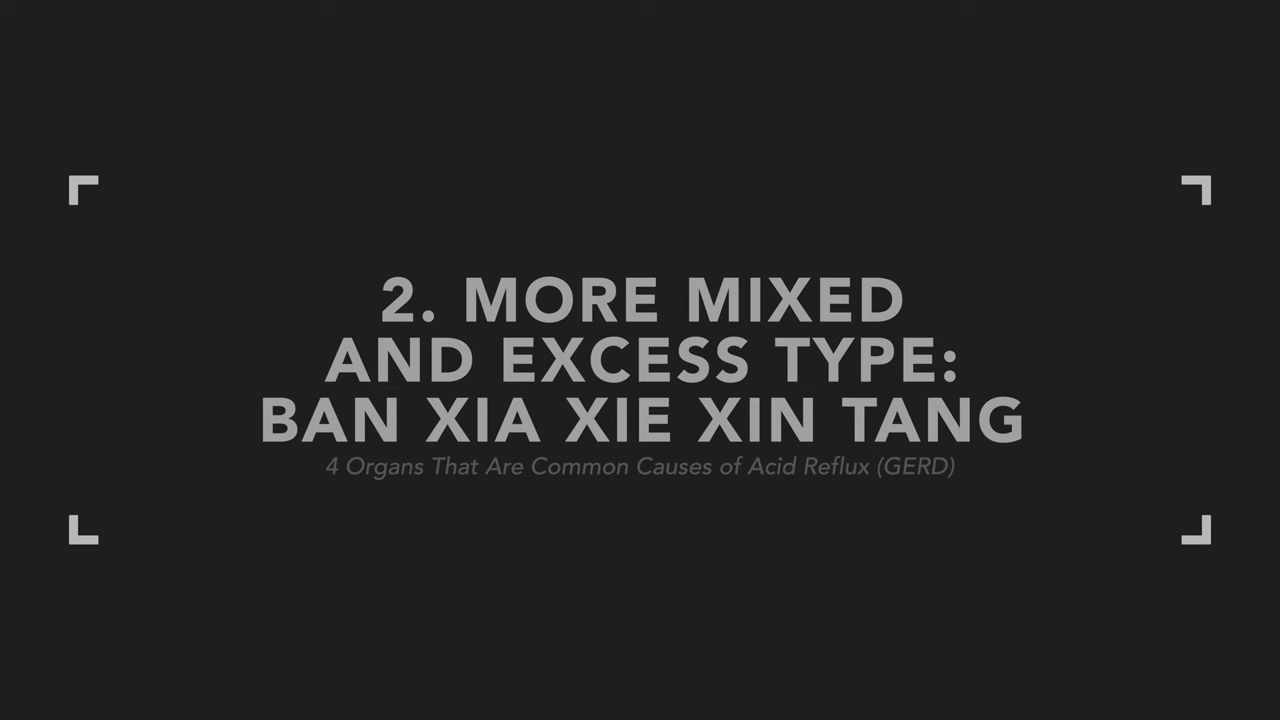 2. MORE MIXED
AND EXCESS TYPE:
BAN XIA XIE XIN TANG
4 Organs That Are Common Causes of Acid Reflux (GERD)